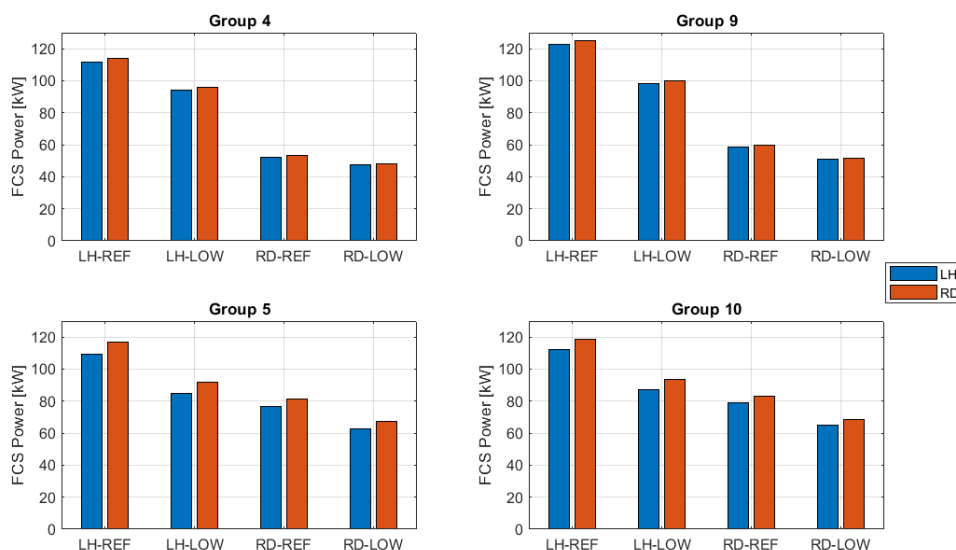 Group 4
FCS Power [kW]
120
100
80
60
40
20
0
LH-REF LH-LOW RD-REF RD-LOW
Group 9
FCS Power [kW]
120
100
80
60
40
20
0
LH-REF LH-LOW RD-REF RD-LOW
LH
RD
Group 5
FCS Power [kW]
120
100
80
60
40
20
0
LH-REF LH-LOW RD-REF RD-LOW
Group 10
FCS Power [kW]
120
100
80
60
40
20
0
LH-REF LH-LOW RD-REF RD-LOW